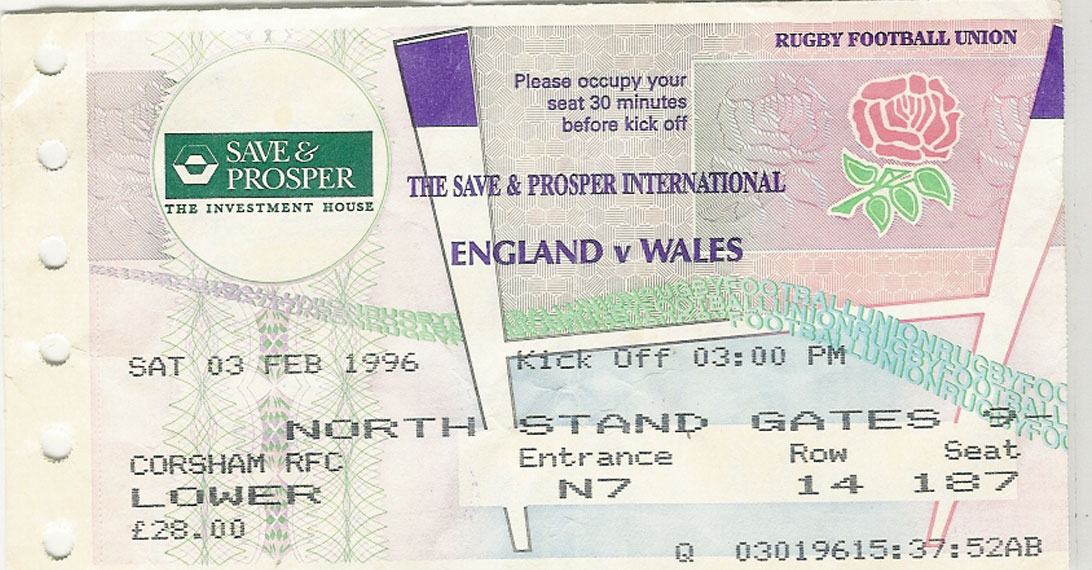 RUGBY FOOTBALL UNION
Please occupy your
seat 30 minutes
before kick off
SAVE &
PROSPER
THE INVESTMENT HOUSE
THE SAVE & PROSPER INTERNATIONAL
ENGLAND v WALES
SAT 03 FEB 1996
Kick Off 03:00 PM
NORTH STAND GATES
CORSHAM RFC
Entrance Row Seat
LOWER
N7 14 187
£28.00
Q 03019615:37:52AB